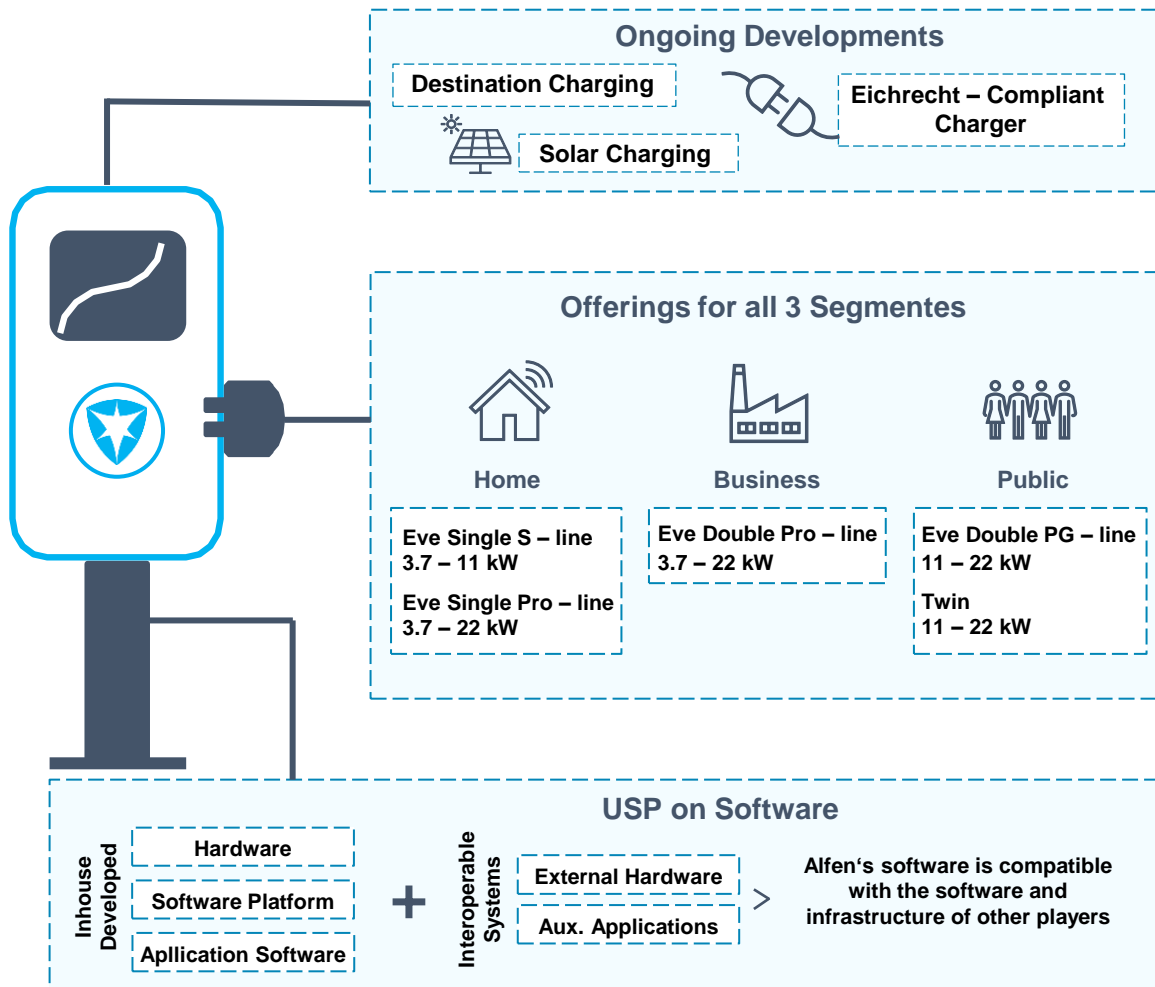 Ongoing Developments
Destination Charging
Eichrecht – Compliant
Charger
Solar Charging
Offerings for all 3 Segmentes
Home
Business
Public
Eve Single S – line
3.7 – 11 kW
Eve Single Pro – line
3.7 – 22 kW
Eve Double Pro – line
3.7 – 22 kW
Eve Double PG – line
11 – 22 kW
Twin
11 – 22 kW
USP on Software
Inhouse
Developed
Hardware
Software Platform
Apllication Software
+
Interoperable
Systems
External Hardware
Aux. Applications
>
Alfen‘s software is compatible
with the software and
infrastructure of other players